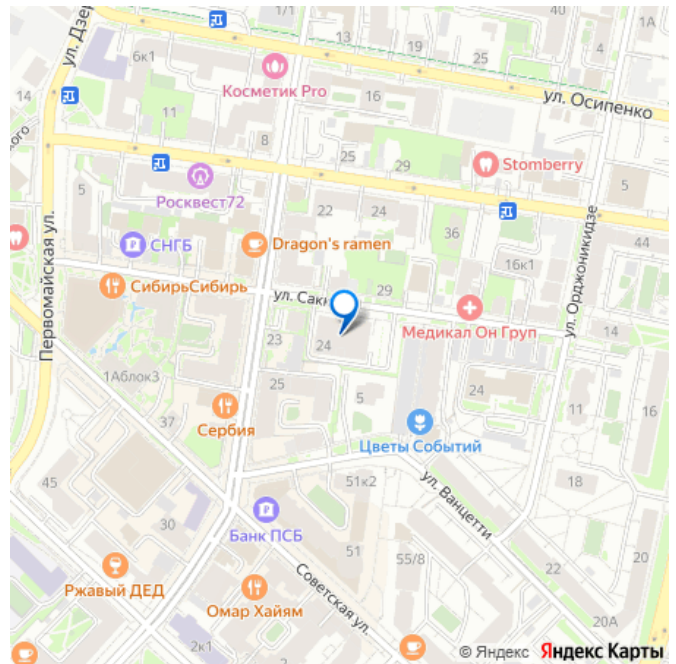 1/1
40
4
13
1А
ул. Дзер
6к1
24
Косметик Pro
14
16
ул. Осипенко
11
8
25
29
Stomberry
кого
5
Росквест72
22
24
5
36
44
СНГБ
Dragon's ramen
16к1
СибирьСибирь
ул. Сакк
29
Первомайская ул.
ул. Орджоникидзе
Медикал Он Груп
14
23
24
1Аблок3
25
5
24
37
11
16
Сербия
Цветы Событий
45
51к2
18
ул. Ванцетти
30
Банк ПСБ
51
55/8
22
20
Ржавый ДЕД
Омар Хайям
Советская ул.
20А
2к1
© Яндекс Яндекс Карты